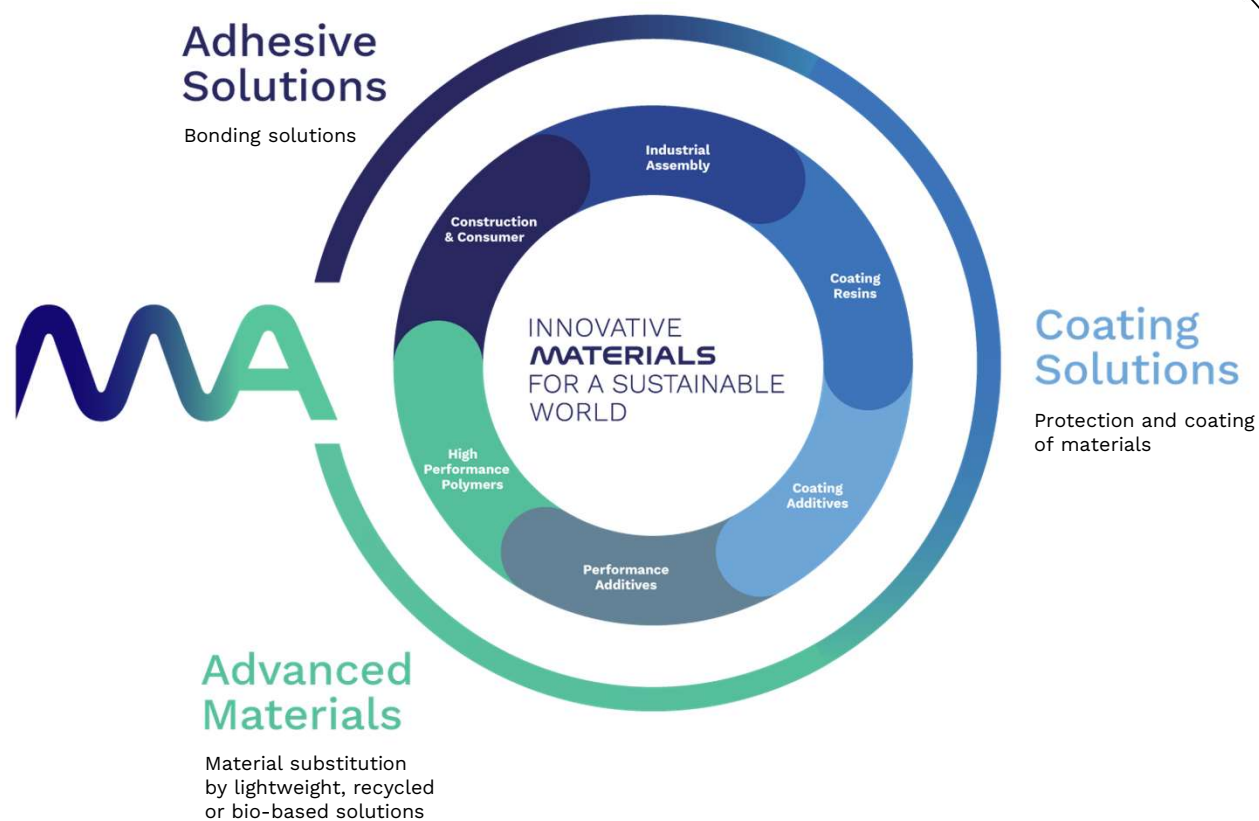 Adhesive
Solutions
Bonding solutions
Industrial
Assembly
Construction
& Consumer
Coating
Resins
MA
INNOVATIVE
MATERIALS
FOR A SUSTAINABLE
WORLD
Coating
Solutions
Protection and coating
of materials
High
Performance
Polymers
Coating
Additives
Performance
Additives
Advanced
Materials
Material substitution
by lightweight, recycled
or bio-based solutions